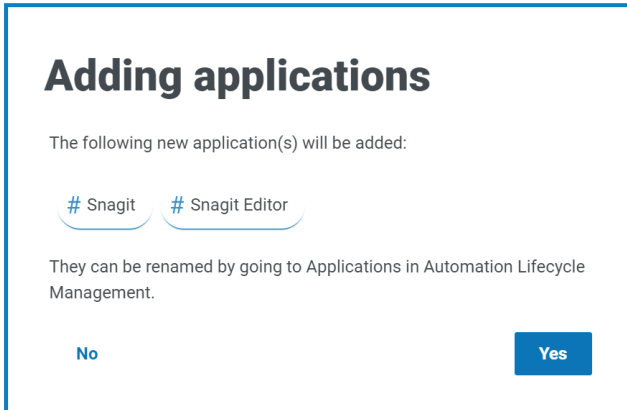 Adding applications
The following new application(s) will be added:
# Snagit # Snagit Editor
They can be renamed by going to Applications in Automation Lifecycle
Management.
No Yes